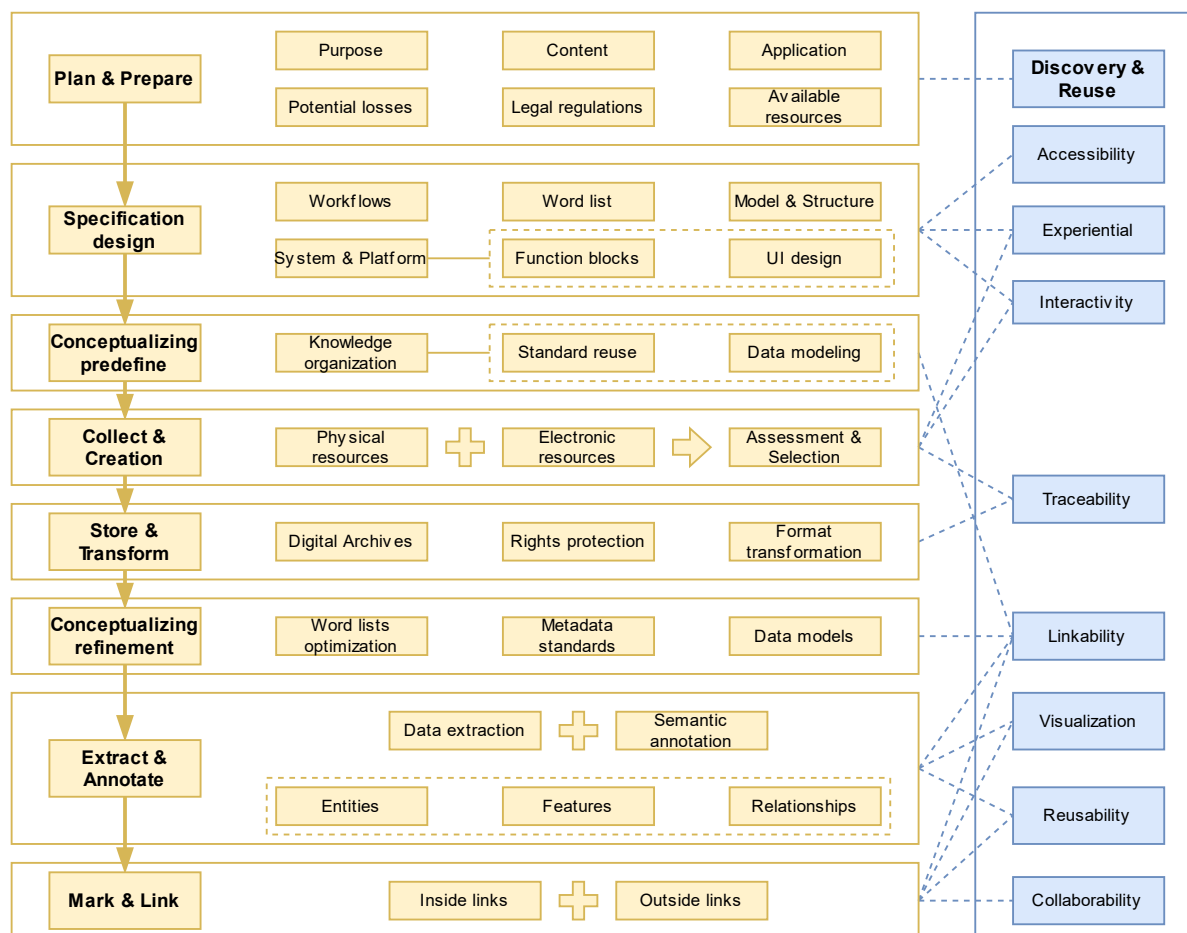 Plan & Prepare
Purpose
Content
Application
Potential losses
Legal regulations
Available
resources
Specification
design
Workflows
Word list
Model & Structure
System & Platform
Function blocks
UI design
Conceptualizing
predefine
Knowledge
organization
Standard reuse
Data modeling
Collect &
Creation
Physical
resources
Electronic
resources
Assessment &
Selection
Store &
Transform
Digital Archives
Rights protection
Format
transformation
Conceptualizing
refinement
Word lists
optimization
Metadata
standards
Data models
Extract &
Annotate
Data extraction
Semantic
annotation
Entities
Features
Relationships
Mark & Link
Inside links
Outside links
Discovery &
Reuse
Accessibility
Experiential
Interactivity
Traceability
Linkability
Visualization
Reusability
Collaborability